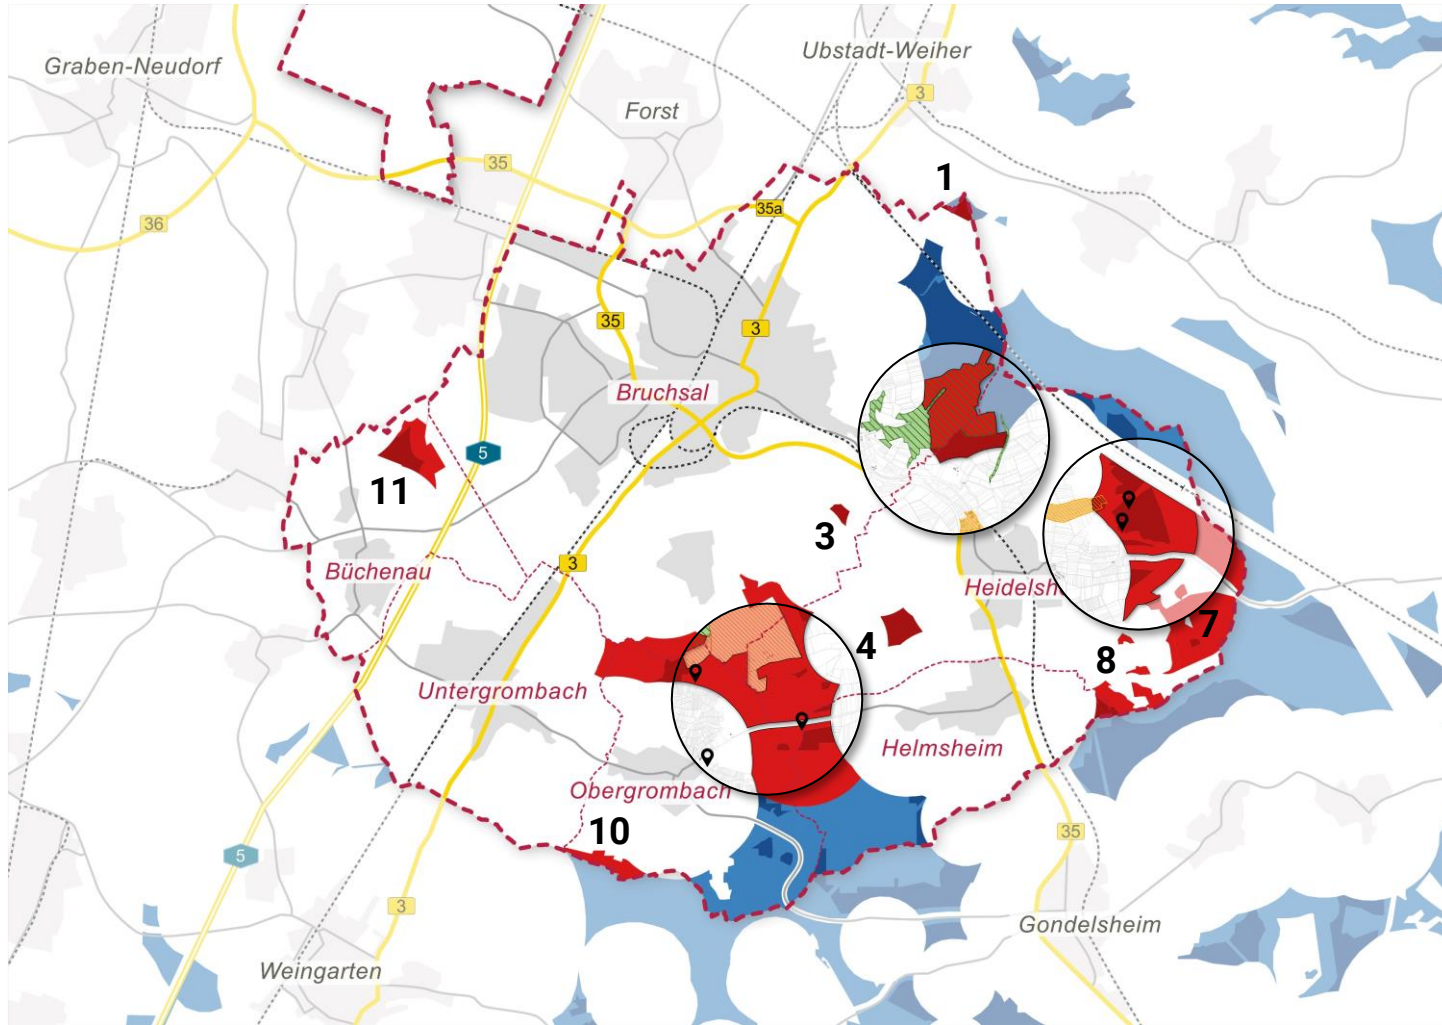 Ubstadt-Weiher
Graben-Neudorf
3
Forst
35
1
35a
36
35
3
Bruchsal
5
11
3
3
Büchenau
Heidelsh
7
4
8
Untergrombach
Helmsheim
Obergrombach
10
35
5
3
Gondelsheim
Weingarten